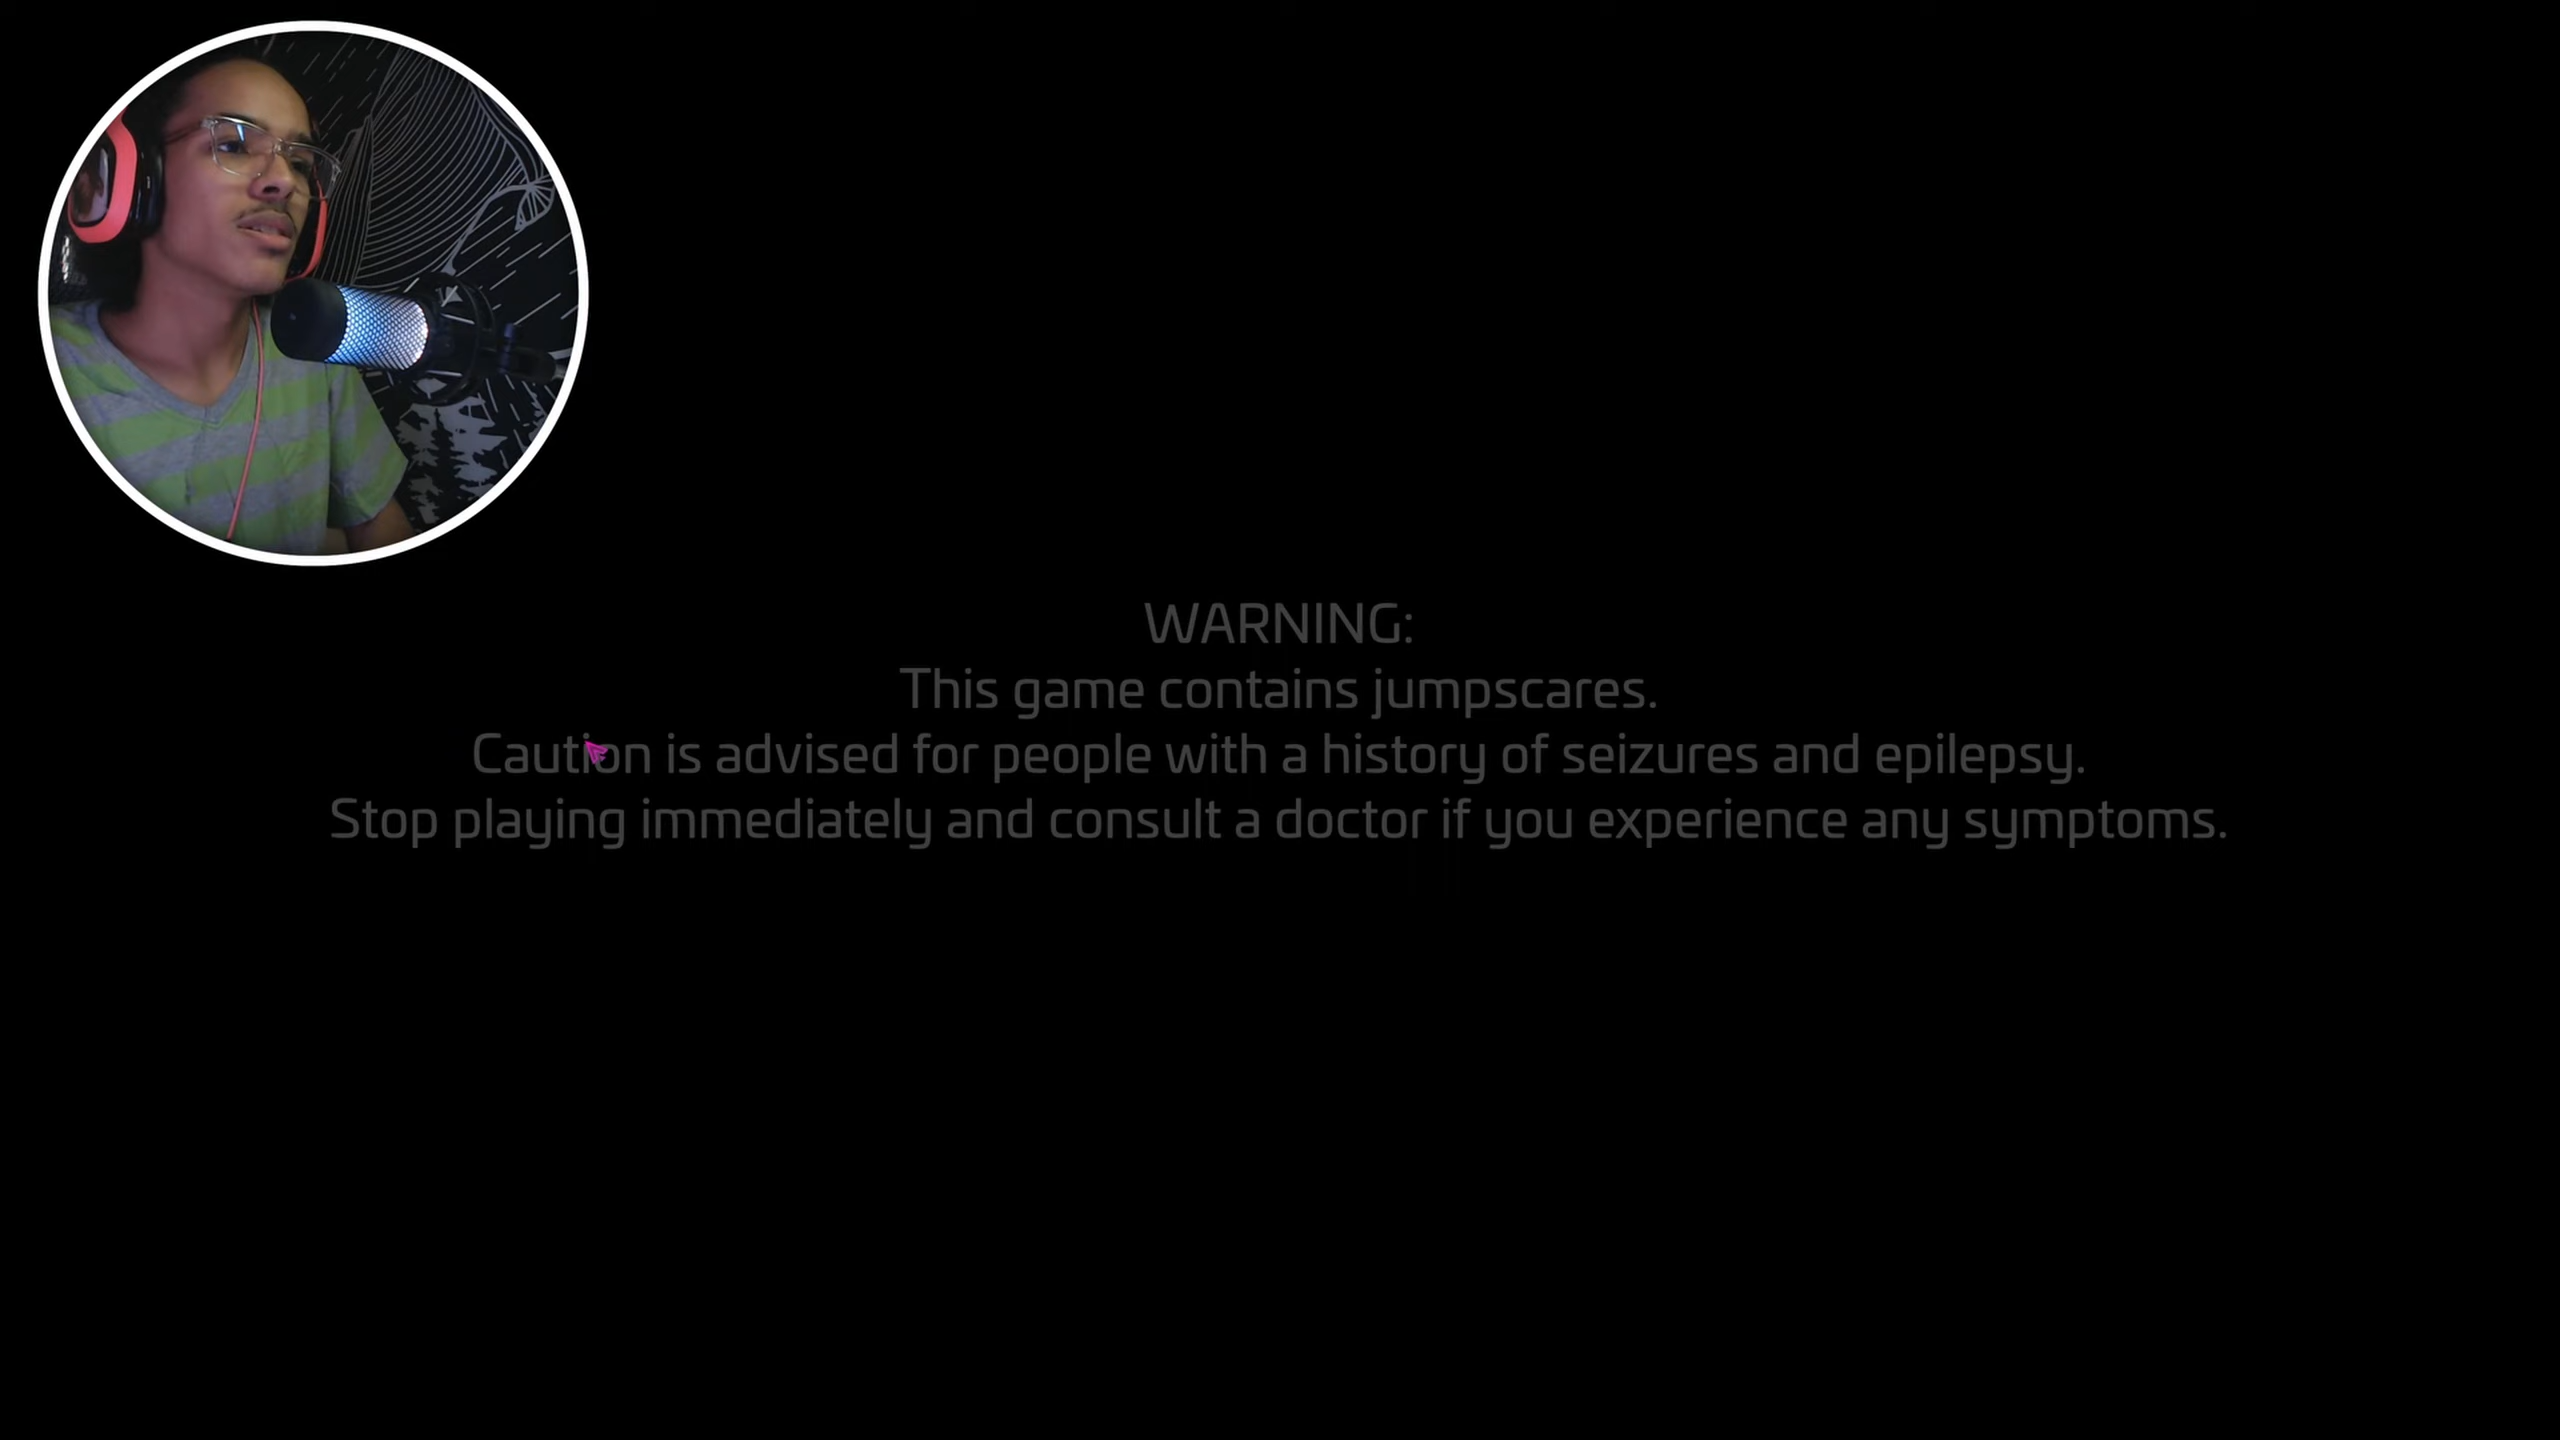 WARNING:
This game contains jumpscares.
Caution is advised for people with a history of seizures and epilepsy.
Stop playing immediately and consult a doctor if you experience any symptoms.